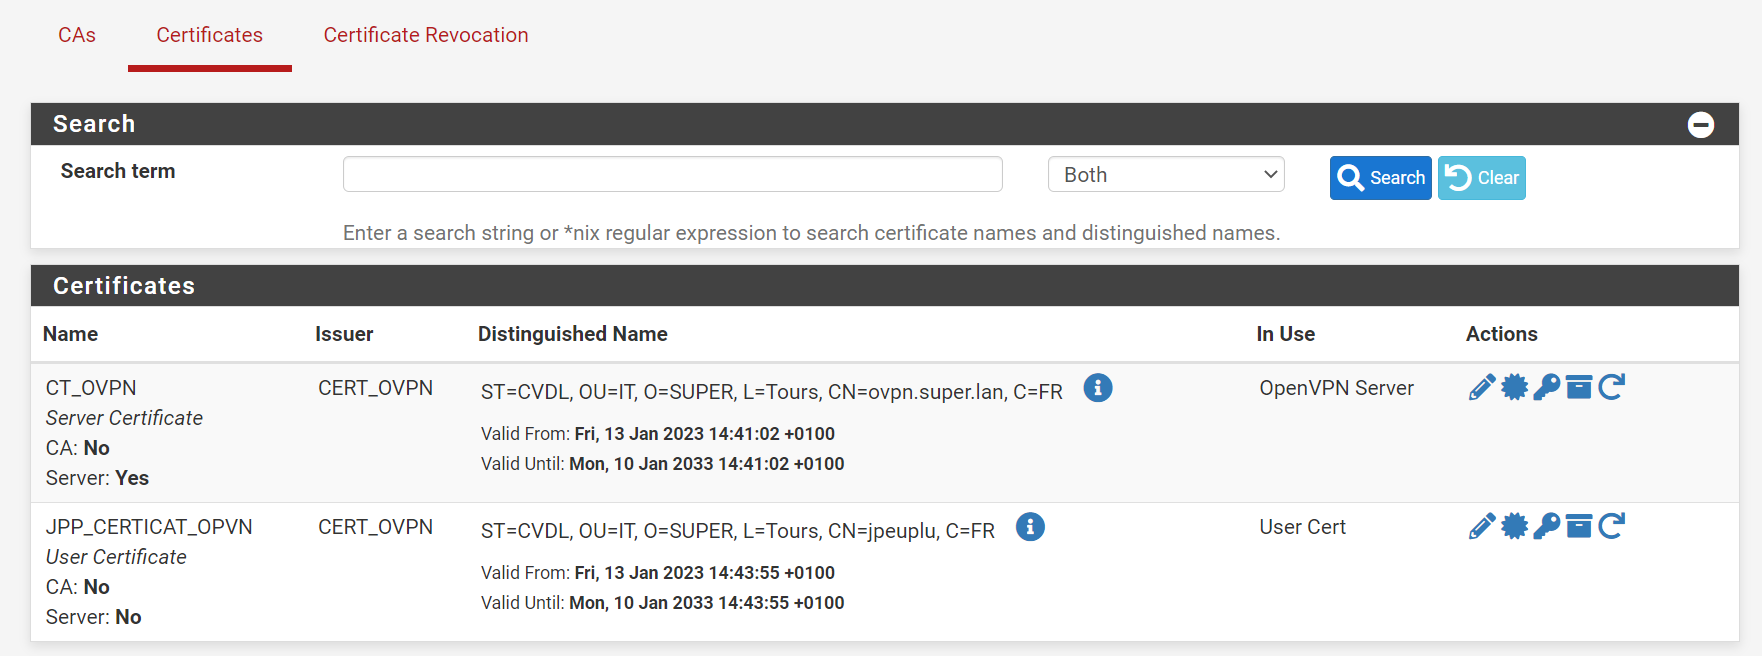 CAs Certificates Certificate Revocation
Search
Search term Both Search Clear
Enter a search string or *nix regular expression to search certificate names and distinguished names.
Certificates
Name Issuer Distinguished Name In Use Actions
CT_OVPN CERT_OVPN ST=CVDL, OU=IT, O=SUPER, L=Tours, CN=ovpn.super.lan, C=FR OpenVPN Server
Server Certificate
Valid From: Fri, 13 Jan 2023 14:41:02 +0100
CA: No
Valid Until: Mon, 10 Jan 2033 14:41:02 +0100
Server: Yes
JPP_CERTICAT_OPVN CERT_OVPN ST=CVDL, OU=IT, O=SUPER, L=Tours, CN=jpeuplu, C=FR User Cert
User Certificate
Valid From: Fri, 13 Jan 2023 14:43:55 +0100
CA: No
Valid Until: Mon, 10 Jan 2033 14:43:55 +0100
Server: No